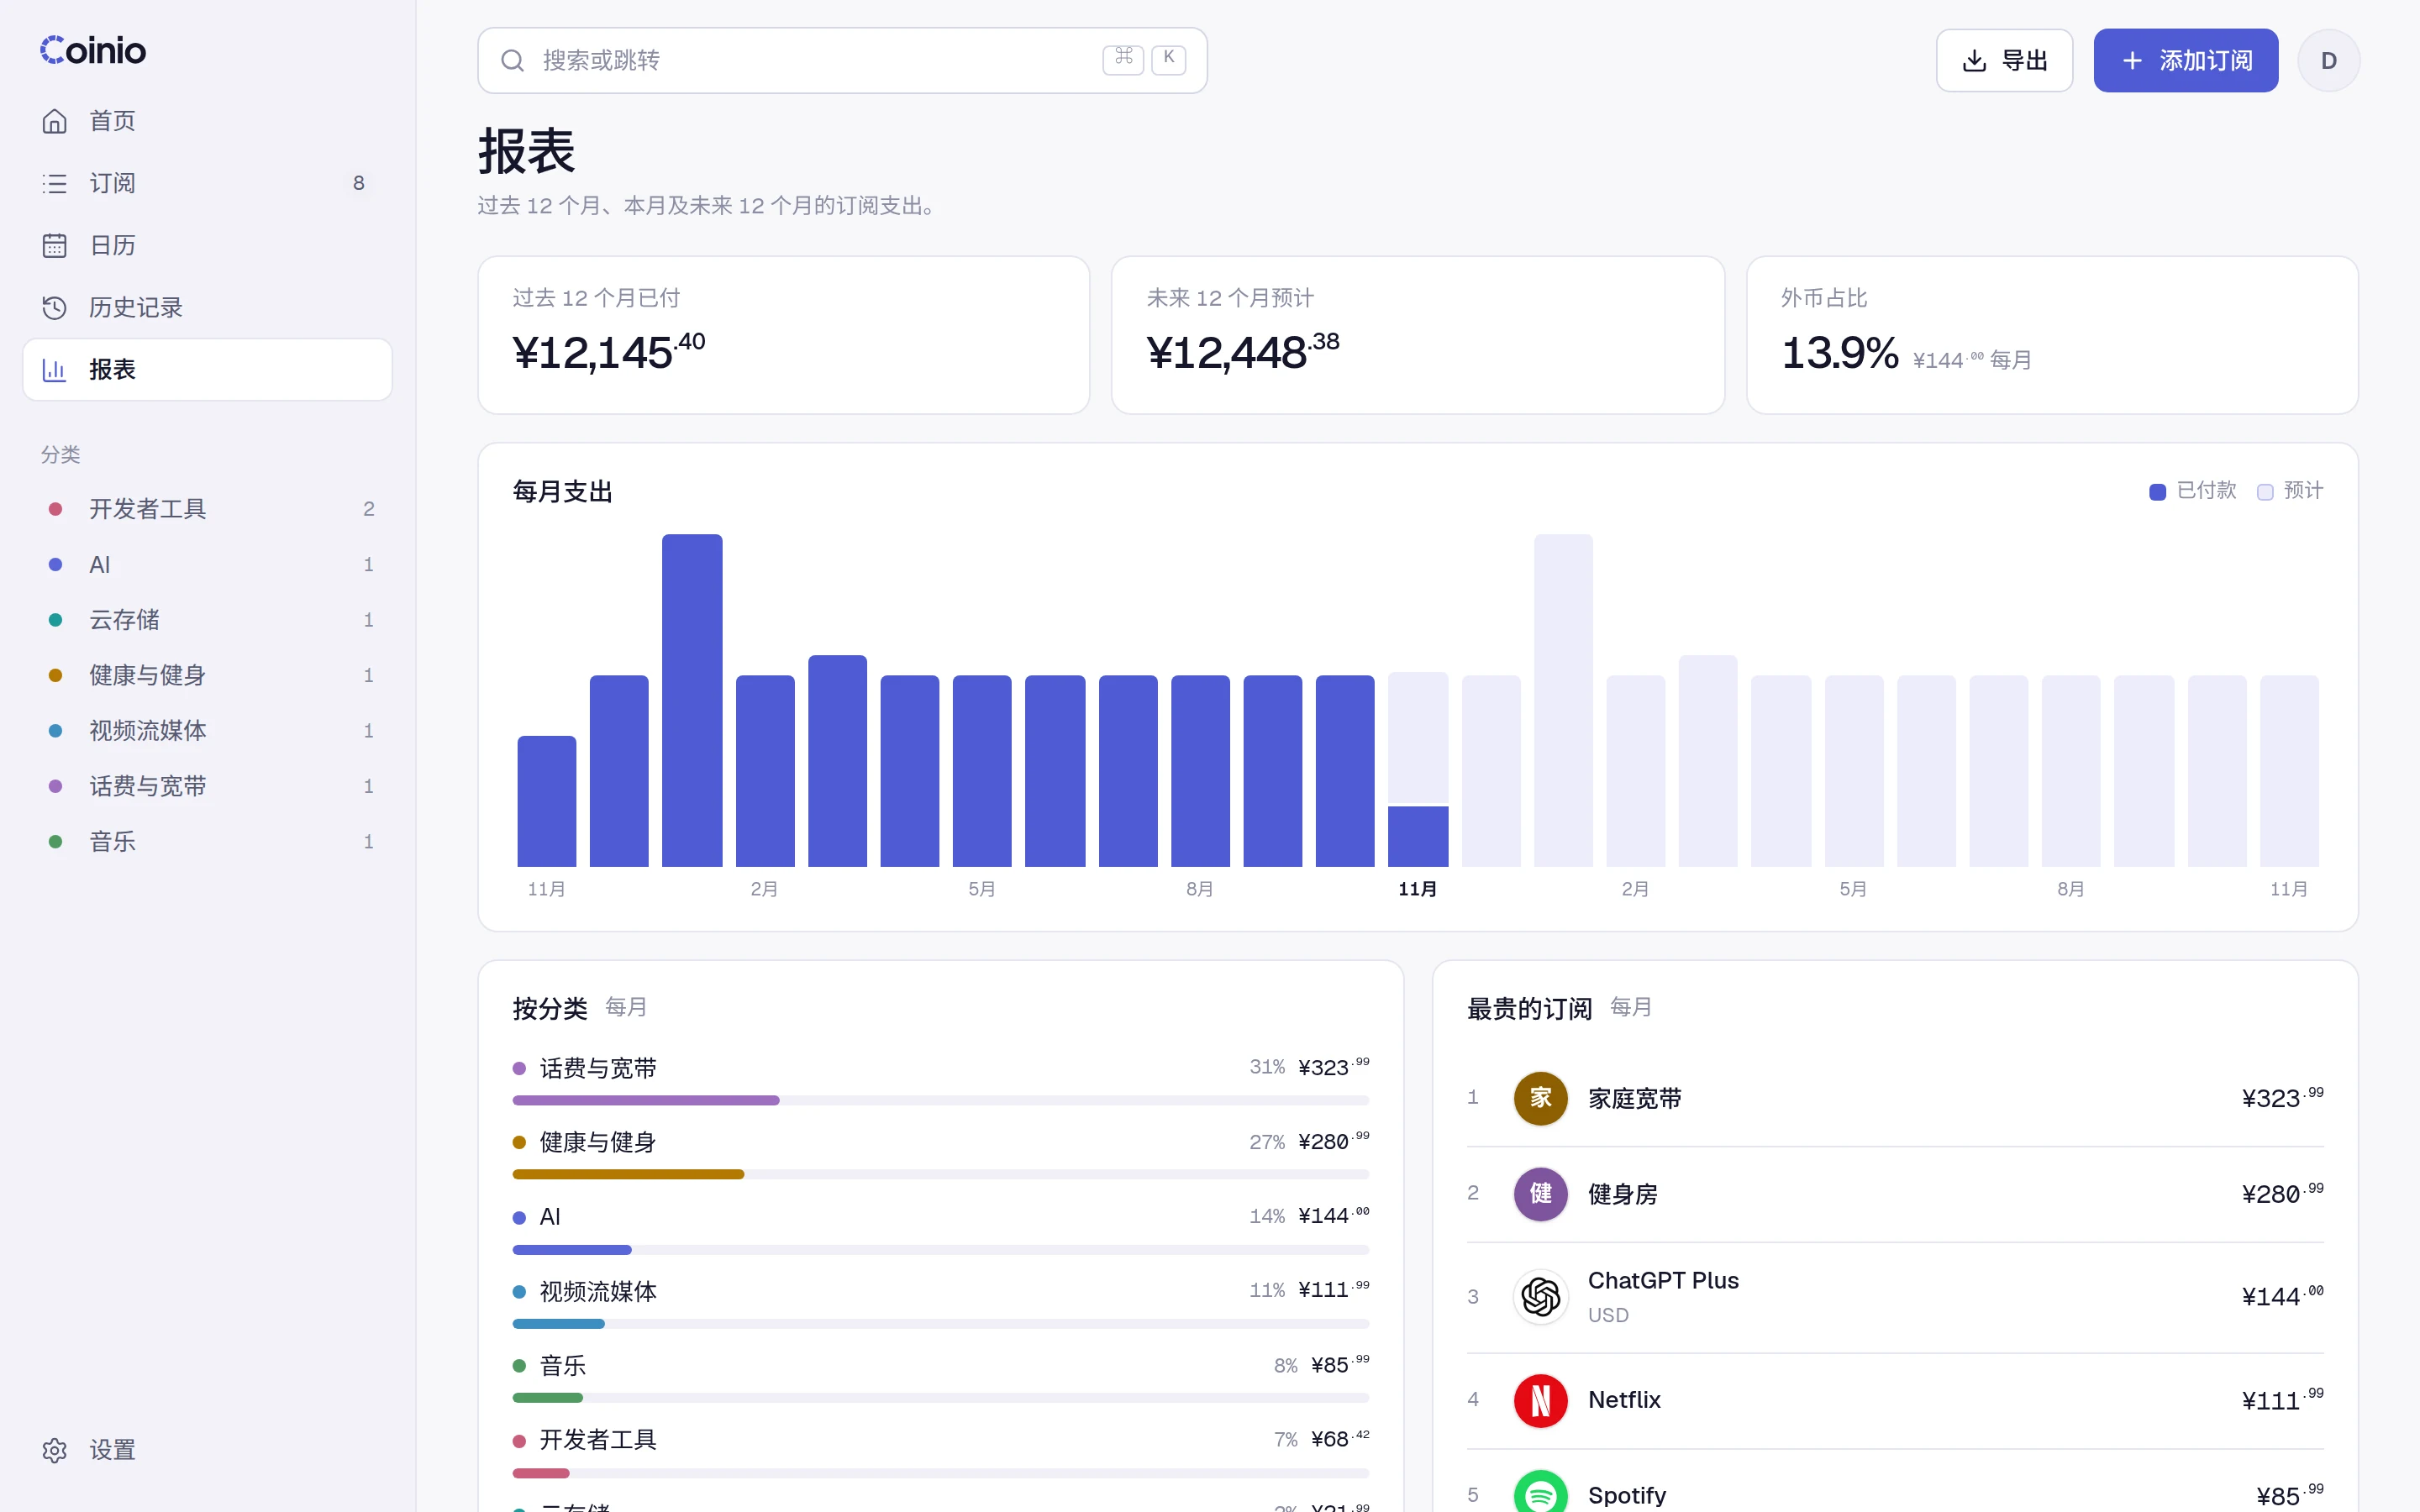 Coinio
首页
订阅 8
日历
历史记录
报表
分类
开发者工具 2
AI 1
云存储 1
健康与健身 1
视频流媒体 1
话费与宽带 1
音乐 1
设置
搜索或跳转 ⌘ K
导出
添加订阅
D
报表
过去 12 个月、本月及未来 12 个月的订阅支出。
过去 12 个月已付
¥12,145.40
未来 12 个月预计
¥12,448.38
外币占比
13.9% ¥144.00 每月
每月支出
已付款 预计
11月 2月 5月 8月 11月 2月 5月 8月 11月
按分类 每月
话费与宽带 31% ¥323.99
健康与健身 27% ¥280.99
AI 14% ¥144.00
视频流媒体 11% ¥111.99
音乐 8% ¥85.99
开发者工具 7% ¥68.42
最贵的订阅 每月
1 家 家庭宽带 ¥323.99
2 健 健身房 ¥280.99
3 ChatGPT Plus ¥144.00
USD
4 N Netflix ¥111.99
5 Spotify ¥85.99